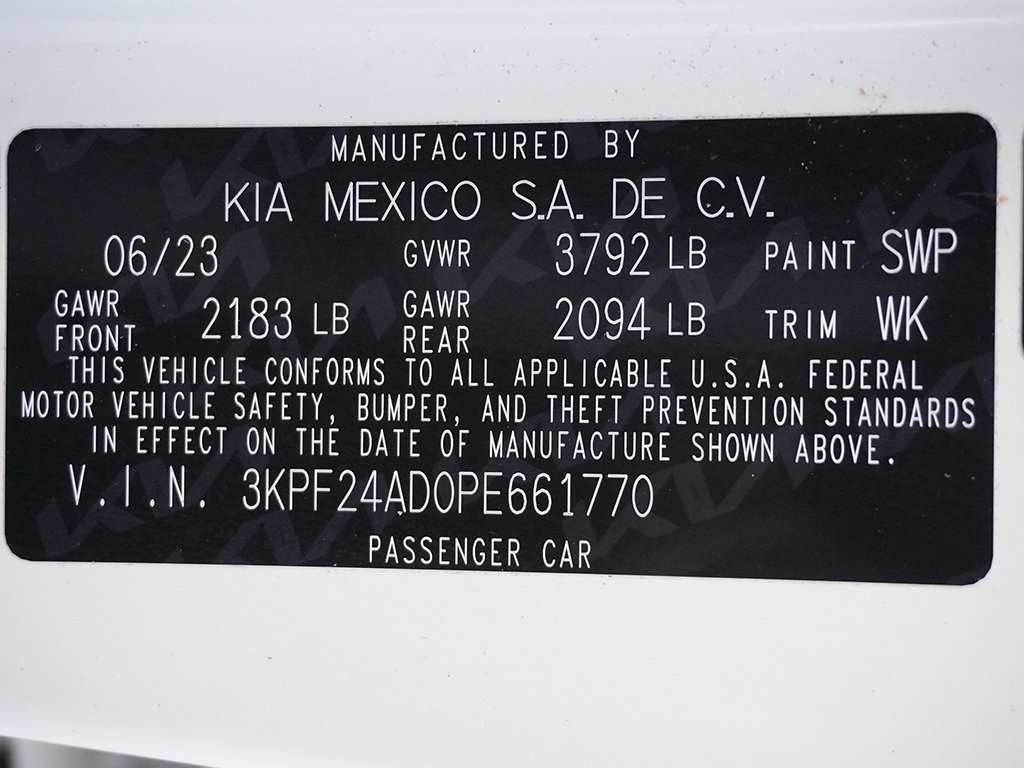 MANUFACTURED BY
KIA MEXICO S.A. DE C.V.
06/23 GVWR 3792 LB PAINT SWP
GAWR FRONT 2183 LB GAWR REAR 2094 LB TRIM WK
THIS VEHICLE CONFORMS TO ALL APPLICABLE U.S.A. FEDERAL
MOTOR VEHICLE SAFETY, BUMPER, AND THEFT PREVENTION STANDARDS
IN EFFECT ON THE DATE OF MANUFACTURE SHOWN ABOVE.
V.I.N. 3KPF24AD0PE661770
PASSENGER CAR